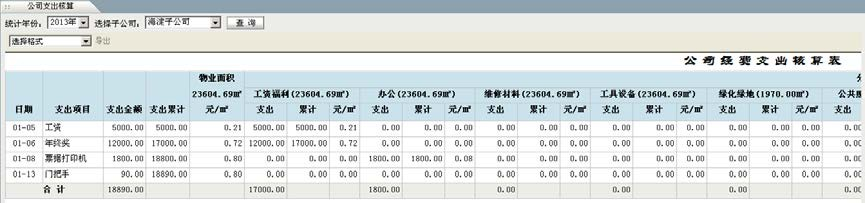 公司支出核算
统计年份: 2013年 选择子公司: 海淀子公司 查 询
选择格式 导出
公司经营支出核算表
物业面积
23604.69㎡ 工资福利(23604.69㎡) 办公(23604.69㎡) 维修材料(23604.69㎡) 工具设备(23604.69㎡) 绿化绿地(1970.00㎡)
日期 支出项目 支出金额 支出累计 元/㎡ 支出 累计 元/㎡ 支出 累计 元/㎡ 支出 累计 元/㎡ 支出 累计 元/㎡ 支出 累计 元/㎡ 支出
01-05 工资 5000.00 5000.00 0.21 5000.00 5000.00 0.21 0.00 0.00 0.00 0.00 0.00 0.00 0.00 0.00 0.00 0.00 0.00 0.00 0.00
01-06 年终奖 12000.00 17000.00 0.72 12000.00 17000.00 0.72 0.00 0.00 0.00 0.00 0.00 0.00 0.00 0.00 0.00 0.00 0.00 0.00 0.00
01-08 票据打印机 1800.00 18800.00 0.80 0.00 0.00 0.00 1800.00 1800.00 0.08 0.00 0.00 0.00 0.00 0.00 0.00 0.00 0.00 0.00 0.00
01-13 门把手 90.00 18890.00 0.80 0.00 0.00 0.00 0.00 0.00 0.00 0.00 0.00 0.00 0.00 0.00 0.00 0.00 0.00 0.00 0.00
合 计 18890.00 17000.00 1800.00 0.00 0.00 0.00